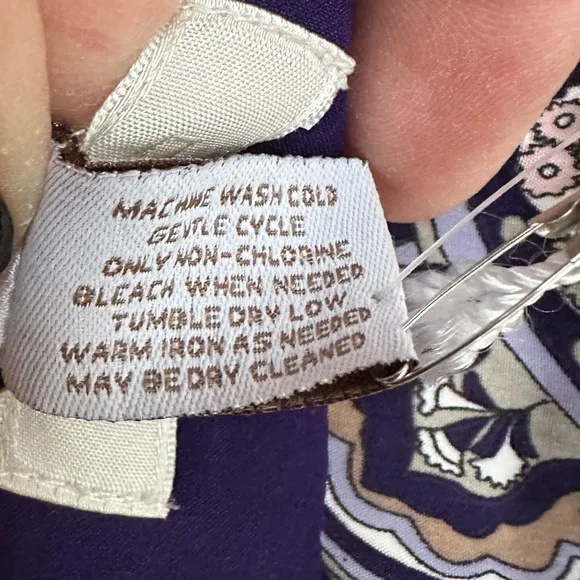 MACHINE WASH COLD
GENTLE CYCLE
ONLY NON-CHLORINE
BLEACH WHEN NEEDED
TUMBLE DRY LOW
WARM IRON AS NEEDED
MAY BE DRY CLEANED